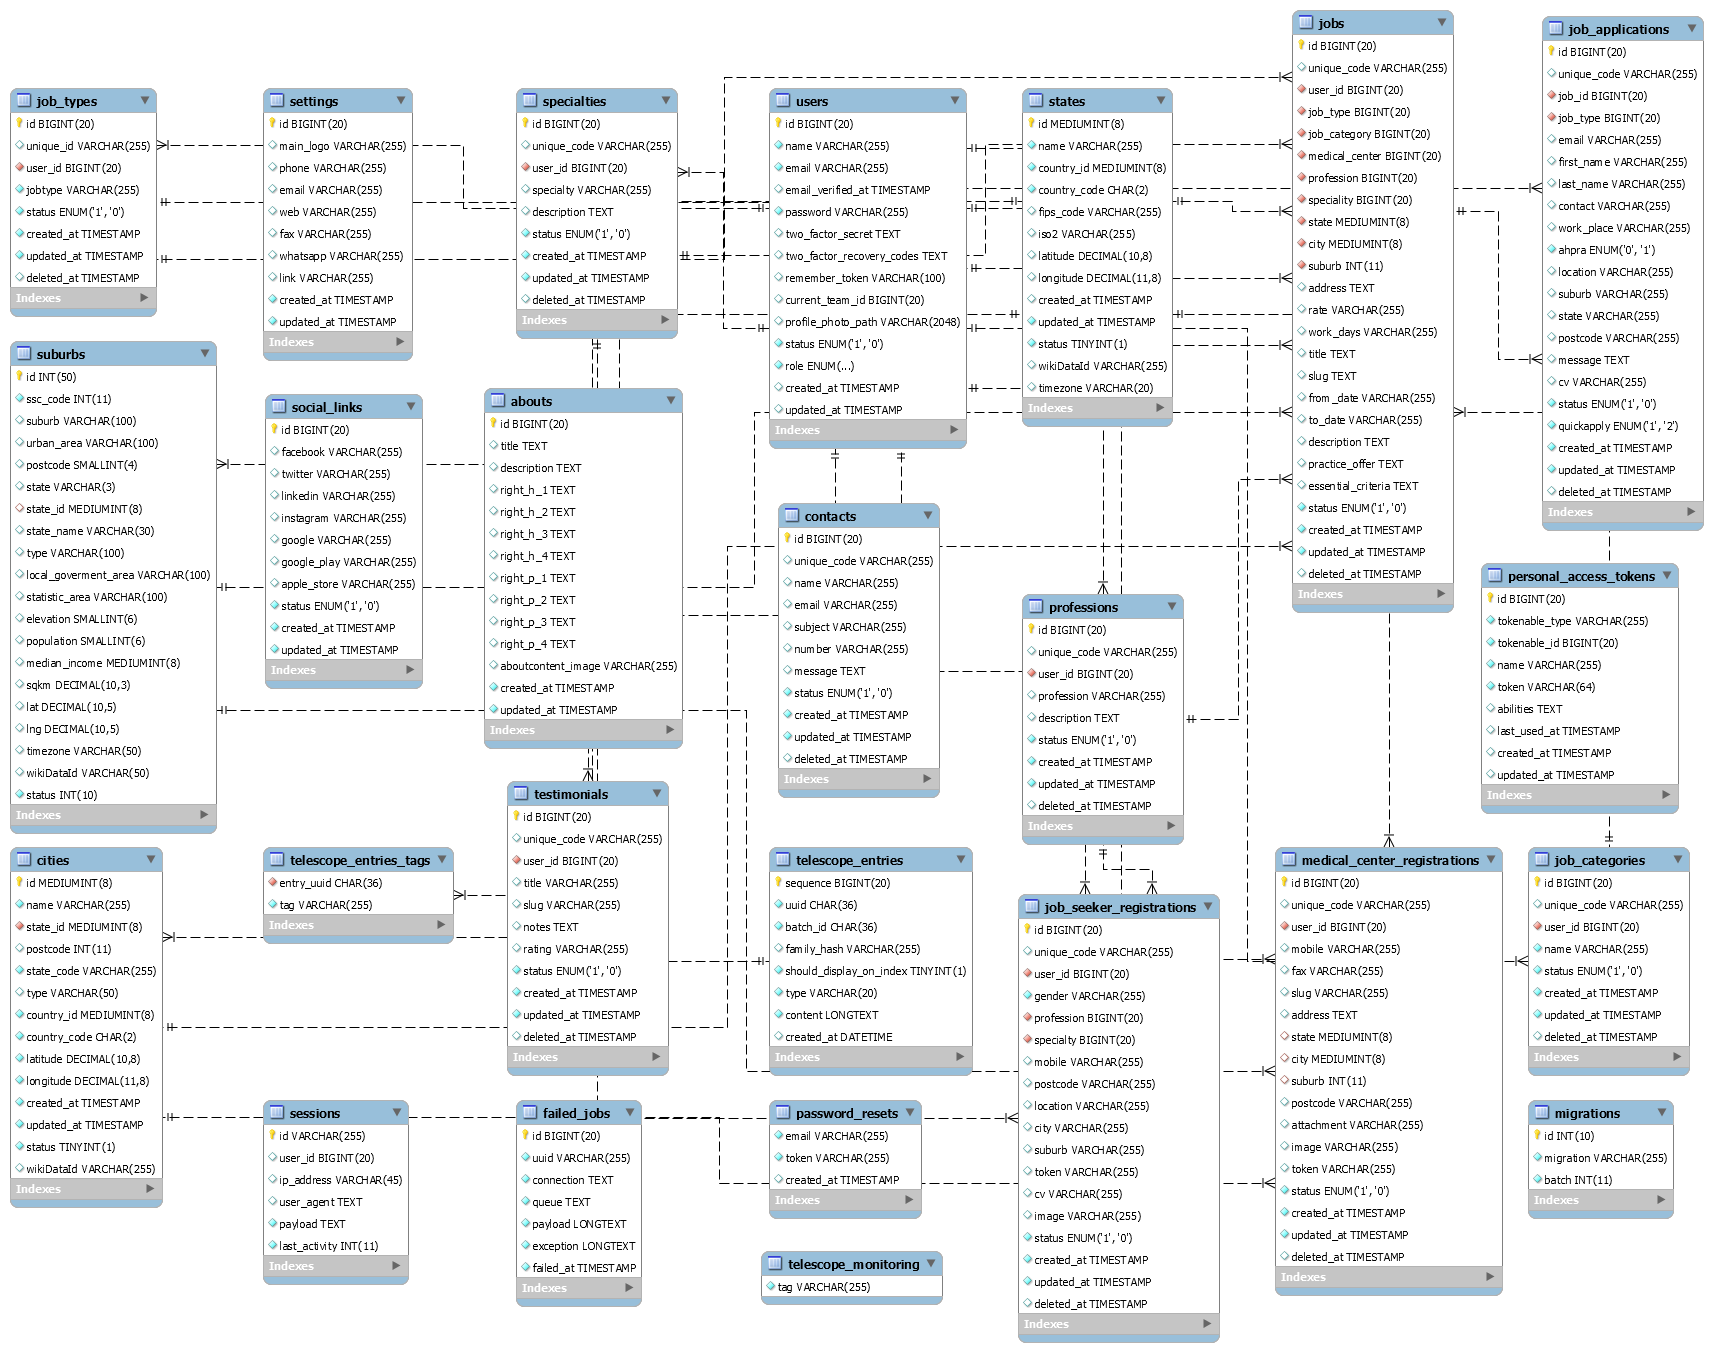 job_types
id BIGINT(20)
unique_id VARCHAR(255)
user_id BIGINT(20)
jobtype VARCHAR(255)
status ENUM('1','0')
created_at TIMESTAMP
updated_at TIMESTAMP
deleted_at TIMESTAMP
Indexes
settings
id BIGINT(20)
main_logo VARCHAR(255)
phone VARCHAR(255)
email VARCHAR(255)
web VARCHAR(255)
fax VARCHAR(255)
whatsapp VARCHAR(255)
link VARCHAR(255)
created_at TIMESTAMP
updated_at TIMESTAMP
Indexes
specialties
id BIGINT(20)
unique_code VARCHAR(255)
user_id BIGINT(20)
specialty VARCHAR(255)
description TEXT
status ENUM('1','0')
created_at TIMESTAMP
updated_at TIMESTAMP
deleted_at TIMESTAMP
Indexes
users
id BIGINT(20)
name VARCHAR(255)
email VARCHAR(255)
email_verified_at TIMESTAMP
password VARCHAR(255)
two_factor_secret TEXT
two_factor_recovery_codes TEXT
remember_token VARCHAR(100)
current_team_id BIGINT(20)
profile_photo_path VARCHAR(2048)
status ENUM('1','0')
role ENUM(...)
created_at TIMESTAMP
updated_at TIMESTAMP
Indexes
states
id MEDIUMINT(8)
name VARCHAR(255)
country_id MEDIUMINT(8)
country_code CHAR(2)
fips_code VARCHAR(255)
iso2 VARCHAR(255)
latitude DECIMAL(10,8)
longitude DECIMAL(11,8)
created_at TIMESTAMP
updated_at TIMESTAMP
status TINYINT(1)
wikiDataId VARCHAR(255)
timezone VARCHAR(20)
Indexes
jobs
id BIGINT(20)
unique_code VARCHAR(255)
user_id BIGINT(20)
job_type BIGINT(20)
job_category BIGINT(20)
medical_center BIGINT(20)
profession BIGINT(20)
speciality BIGINT(20)
state MEDIUMINT(8)
city MEDIUMINT(8)
suburb INT(11)
address TEXT
rate VARCHAR(255)
work_days VARCHAR(255)
title TEXT
slug TEXT
from_date VARCHAR(255)
to_date VARCHAR(255)
description TEXT
practice_offer TEXT
essential_criteria TEXT
status ENUM('1','0')
created_at TIMESTAMP
updated_at TIMESTAMP
deleted_at TIMESTAMP
Indexes
job_applications
id BIGINT(20)
unique_code VARCHAR(255)
job_id BIGINT(20)
job_type BIGINT(20)
email VARCHAR(255)
first_name VARCHAR(255)
last_name VARCHAR(255)
contact VARCHAR(255)
work_place VARCHAR(255)
ahpra ENUM('0','1')
location VARCHAR(255)
suburb VARCHAR(255)
state VARCHAR(255)
postcode VARCHAR(255)
message TEXT
cv VARCHAR(255)
status ENUM('1','0')
quickapply ENUM('1','2')
created_at TIMESTAMP
updated_at TIMESTAMP
deleted_at TIMESTAMP
Indexes
suburbs
id INT(50)
ssc_code INT(11)
suburb VARCHAR(100)
urban_area VARCHAR(100)
postcode SMALLINT(4)
state VARCHAR(3)
state_id MEDIUMINT(8)
state_name VARCHAR(30)
type VARCHAR(100)
local_goverment_area VARCHAR(100)
statistic_area VARCHAR(100)
elevation SMALLINT(6)
population SMALLINT(6)
median_income MEDIUMINT(8)
sqkm DECIMAL(10,3)
lat DECIMAL(10,5)
lng DECIMAL(10,5)
timezone VARCHAR(50)
wikiDataId VARCHAR(50)
status INT(10)
Indexes
social_links
id BIGINT(20)
facebook VARCHAR(255)
twitter VARCHAR(255)
linkedin VARCHAR(255)
instagram VARCHAR(255)
google VARCHAR(255)
google_play VARCHAR(255)
apple_store VARCHAR(255)
status ENUM('1','0')
created_at TIMESTAMP
updated_at TIMESTAMP
Indexes
abouts
id BIGINT(20)
title TEXT
description TEXT
right_h_1 TEXT
right_h_2 TEXT
right_h_3 TEXT
right_h_4 TEXT
right_p_1 TEXT
right_p_2 TEXT
right_p_3 TEXT
right_p_4 TEXT
aboutcontent_image VARCHAR(255)
created_at TIMESTAMP
updated_at TIMESTAMP
Indexes
contacts
id BIGINT(20)
unique_code VARCHAR(255)
name VARCHAR(255)
email VARCHAR(255)
subject VARCHAR(255)
number VARCHAR(255)
message TEXT
status ENUM('1','0')
created_at TIMESTAMP
updated_at TIMESTAMP
deleted_at TIMESTAMP
Indexes
professions
id BIGINT(20)
unique_code VARCHAR(255)
user_id BIGINT(20)
profession VARCHAR(255)
description TEXT
status ENUM('1','0')
created_at TIMESTAMP
updated_at TIMESTAMP
deleted_at TIMESTAMP
Indexes
personal_access_tokens
id BIGINT(20)
tokenable_type VARCHAR(255)
tokenable_id BIGINT(20)
name VARCHAR(255)
token VARCHAR(64)
abilities TEXT
last_used_at TIMESTAMP
created_at TIMESTAMP
updated_at TIMESTAMP
Indexes
testimonials
id BIGINT(20)
unique_code VARCHAR(255)
user_id BIGINT(20)
title VARCHAR(255)
slug VARCHAR(255)
notes TEXT
rating VARCHAR(255)
status ENUM('1','0')
created_at TIMESTAMP
updated_at TIMESTAMP
deleted_at TIMESTAMP
Indexes
cities
id MEDIUMINT(8)
name VARCHAR(255)
state_id MEDIUMINT(8)
postcode INT(11)
state_code VARCHAR(255)
type VARCHAR(50)
country_id MEDIUMINT(8)
country_code CHAR(2)
latitude DECIMAL(10,8)
longitude DECIMAL(11,8)
created_at TIMESTAMP
updated_at TIMESTAMP
status TINYINT(1)
wikiDataId VARCHAR(255)
Indexes
telescope_entries_tags
entry_uuid CHAR(36)
tag VARCHAR(255)
Indexes
telescope_entries
sequence BIGINT(20)
uuid CHAR(36)
batch_id CHAR(36)
family_hash VARCHAR(255)
should_display_on_index TINYINT(1)
type VARCHAR(20)
content LONGTEXT
created_at DATETIME
Indexes
job_seeker_registrations
id BIGINT(20)
unique_code VARCHAR(255)
user_id BIGINT(20)
gender VARCHAR(255)
profession BIGINT(20)
specialty BIGINT(20)
mobile VARCHAR(255)
postcode VARCHAR(255)
location VARCHAR(255)
city VARCHAR(255)
suburb VARCHAR(255)
token VARCHAR(255)
cv VARCHAR(255)
image VARCHAR(255)
status ENUM('1','0')
created_at TIMESTAMP
updated_at TIMESTAMP
deleted_at TIMESTAMP
Indexes
medical_center_registrations
id BIGINT(20)
unique_code VARCHAR(255)
user_id BIGINT(20)
mobile VARCHAR(255)
fax VARCHAR(255)
slug VARCHAR(255)
address TEXT
state MEDIUMINT(8)
city MEDIUMINT(8)
suburb INT(11)
postcode VARCHAR(255)
attachment VARCHAR(255)
image VARCHAR(255)
token VARCHAR(255)
status ENUM('1','0')
created_at TIMESTAMP
updated_at TIMESTAMP
deleted_at TIMESTAMP
Indexes
job_categories
id BIGINT(20)
unique_code VARCHAR(255)
user_id BIGINT(20)
name VARCHAR(255)
status ENUM('1','0')
created_at TIMESTAMP
updated_at TIMESTAMP
deleted_at TIMESTAMP
Indexes
sessions
id VARCHAR(255)
user_id BIGINT(20)
ip_address VARCHAR(45)
user_agent TEXT
payload TEXT
last_activity INT(11)
Indexes
failed_jobs
id BIGINT(20)
uuid VARCHAR(255)
connection TEXT
queue TEXT
payload LONGTEXT
exception LONGTEXT
failed_at TIMESTAMP
Indexes
password_resets
email VARCHAR(255)
token VARCHAR(255)
created_at TIMESTAMP
Indexes
migrations
id INT(10)
migration VARCHAR(255)
batch INT(11)
Indexes
telescope_monitoring
tag VARCHAR(255)